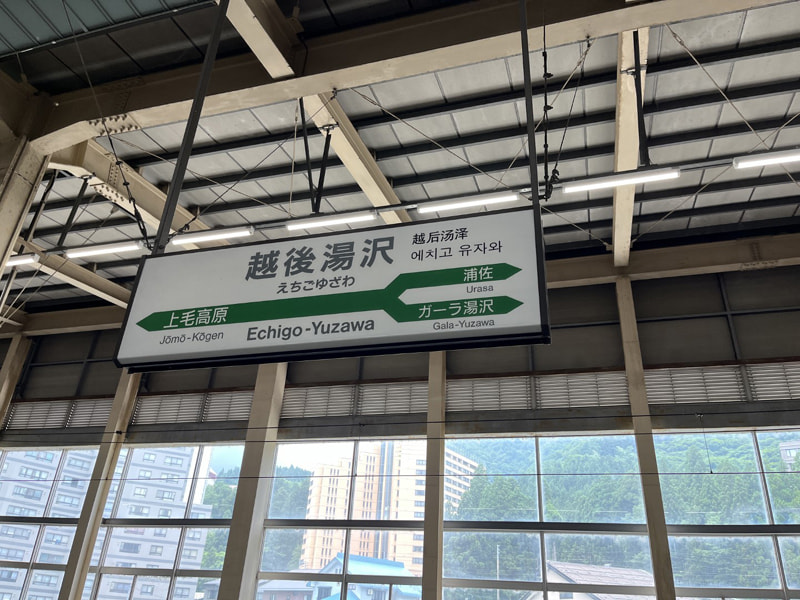 越後湯沢
えちごゆざわ
越后汤泽
에치고 유자와
上毛高原
Jōmō-Kōgen
Echigo-Yuzawa
浦佐
Urasa
ガーラ湯沢
Gala-Yuzawa